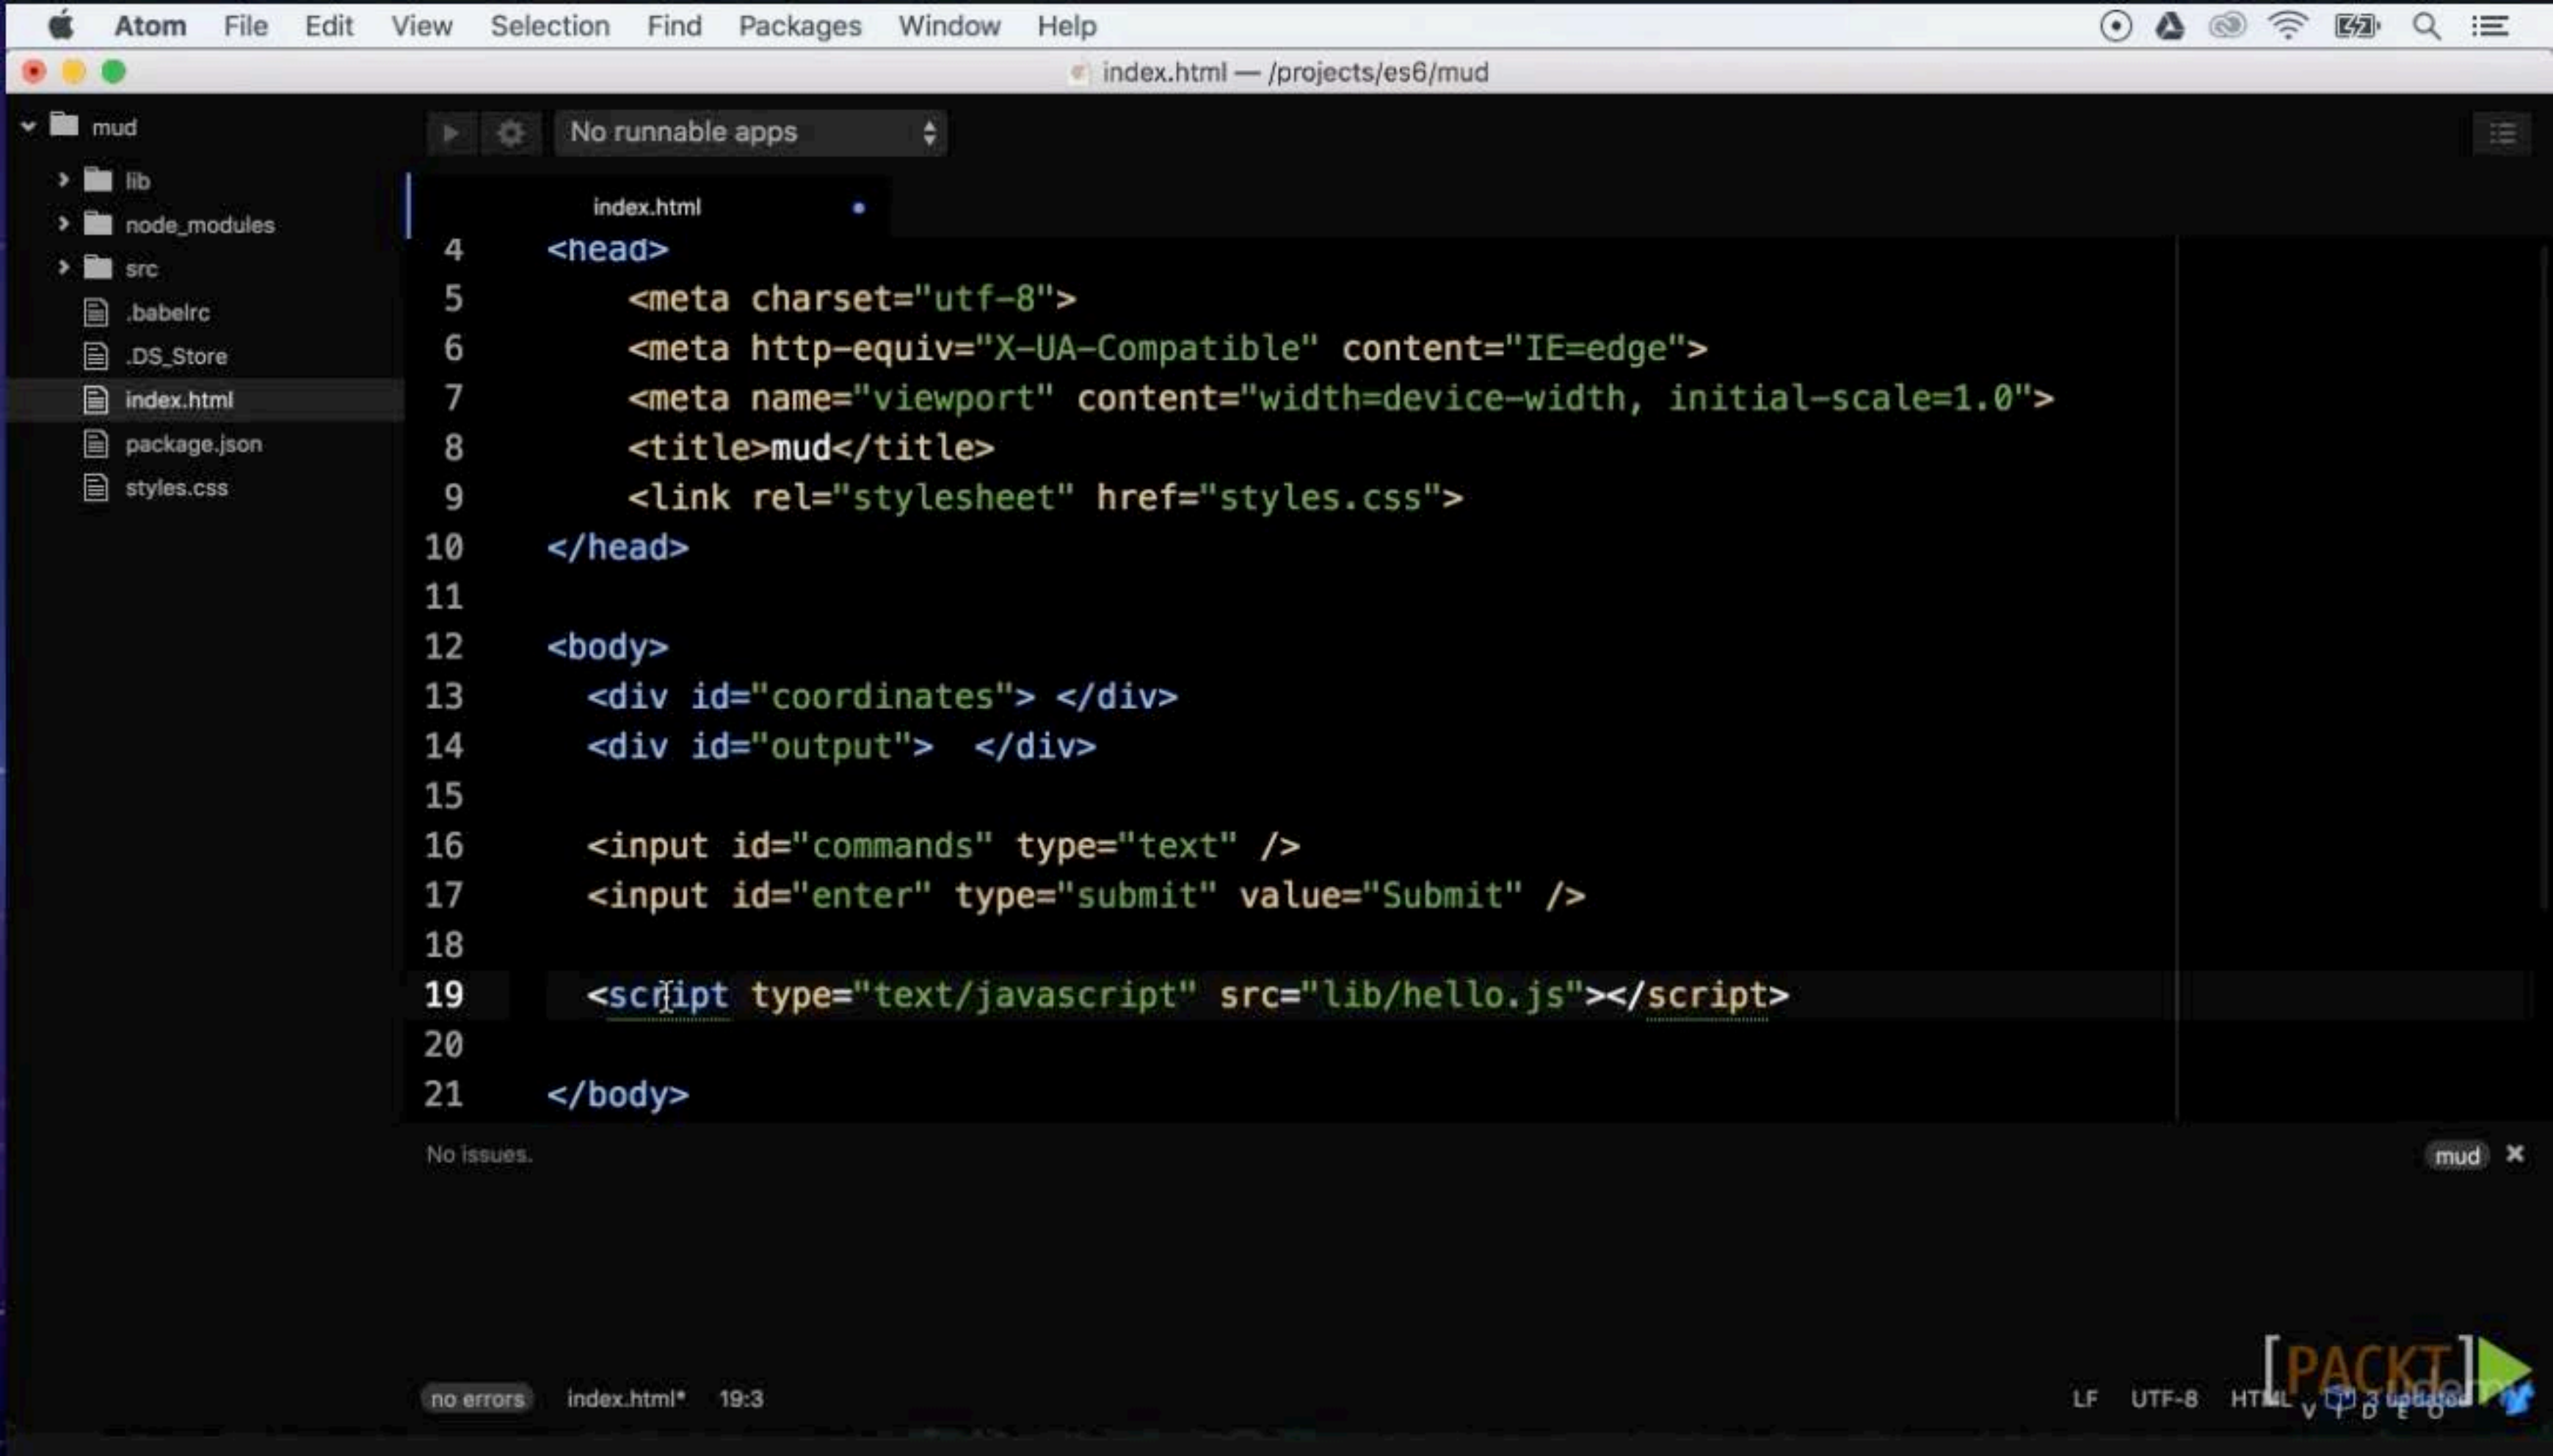 Atom File Edit View Selection Find Packages Window Help
index.html — /projects/es6/mud
mud
lib
node_modules
src
.babelrc
.DS_Store
index.html
package.json
styles.css
No runnable apps
index.html
4 <head>
5 <meta charset="utf-8">
6 <meta http-equiv="X-UA-Compatible" content="IE=edge">
7 <meta name="viewport" content="width=device-width, initial-scale=1.0">
8 <title>mud</title>
9 <link rel="stylesheet" href="styles.css">
10 </head>
11
12 <body>
13 <div id="coordinates"> </div>
14 <div id="output">  </div>
15
16 <input id="commands" type="text" />
17 <input id="enter" type="submit" value="Submit" />
18
19 <script type="text/javascript" src="lib/hello.js"></script>
20
21 </body>
No issues.
mud
no errors index.html* 19:3
LF UTF-8 HTML
[PACKT]
VIDEO